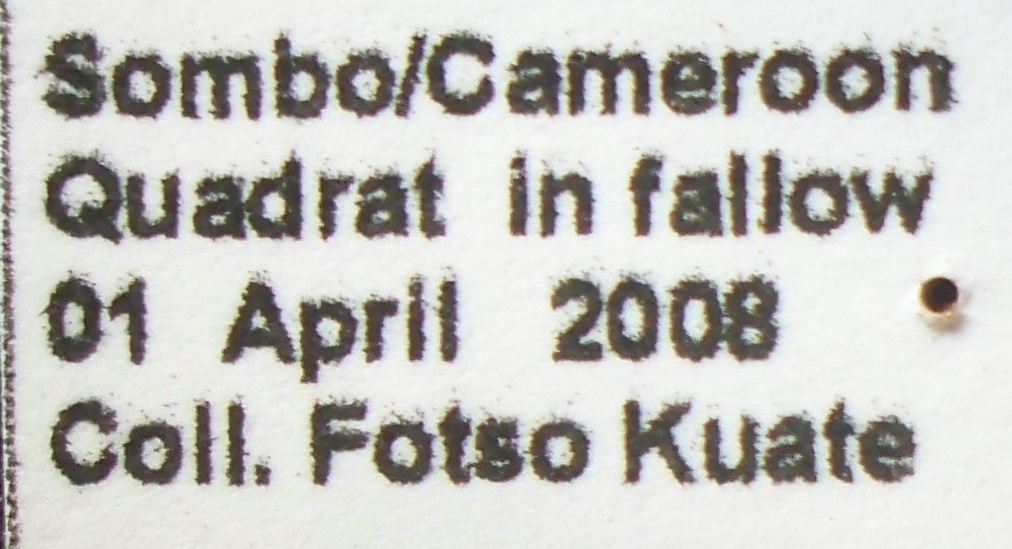 Sombo/Cameroon
Quadrat in fallow
01 April 2008
Coll. Fotso Kuate